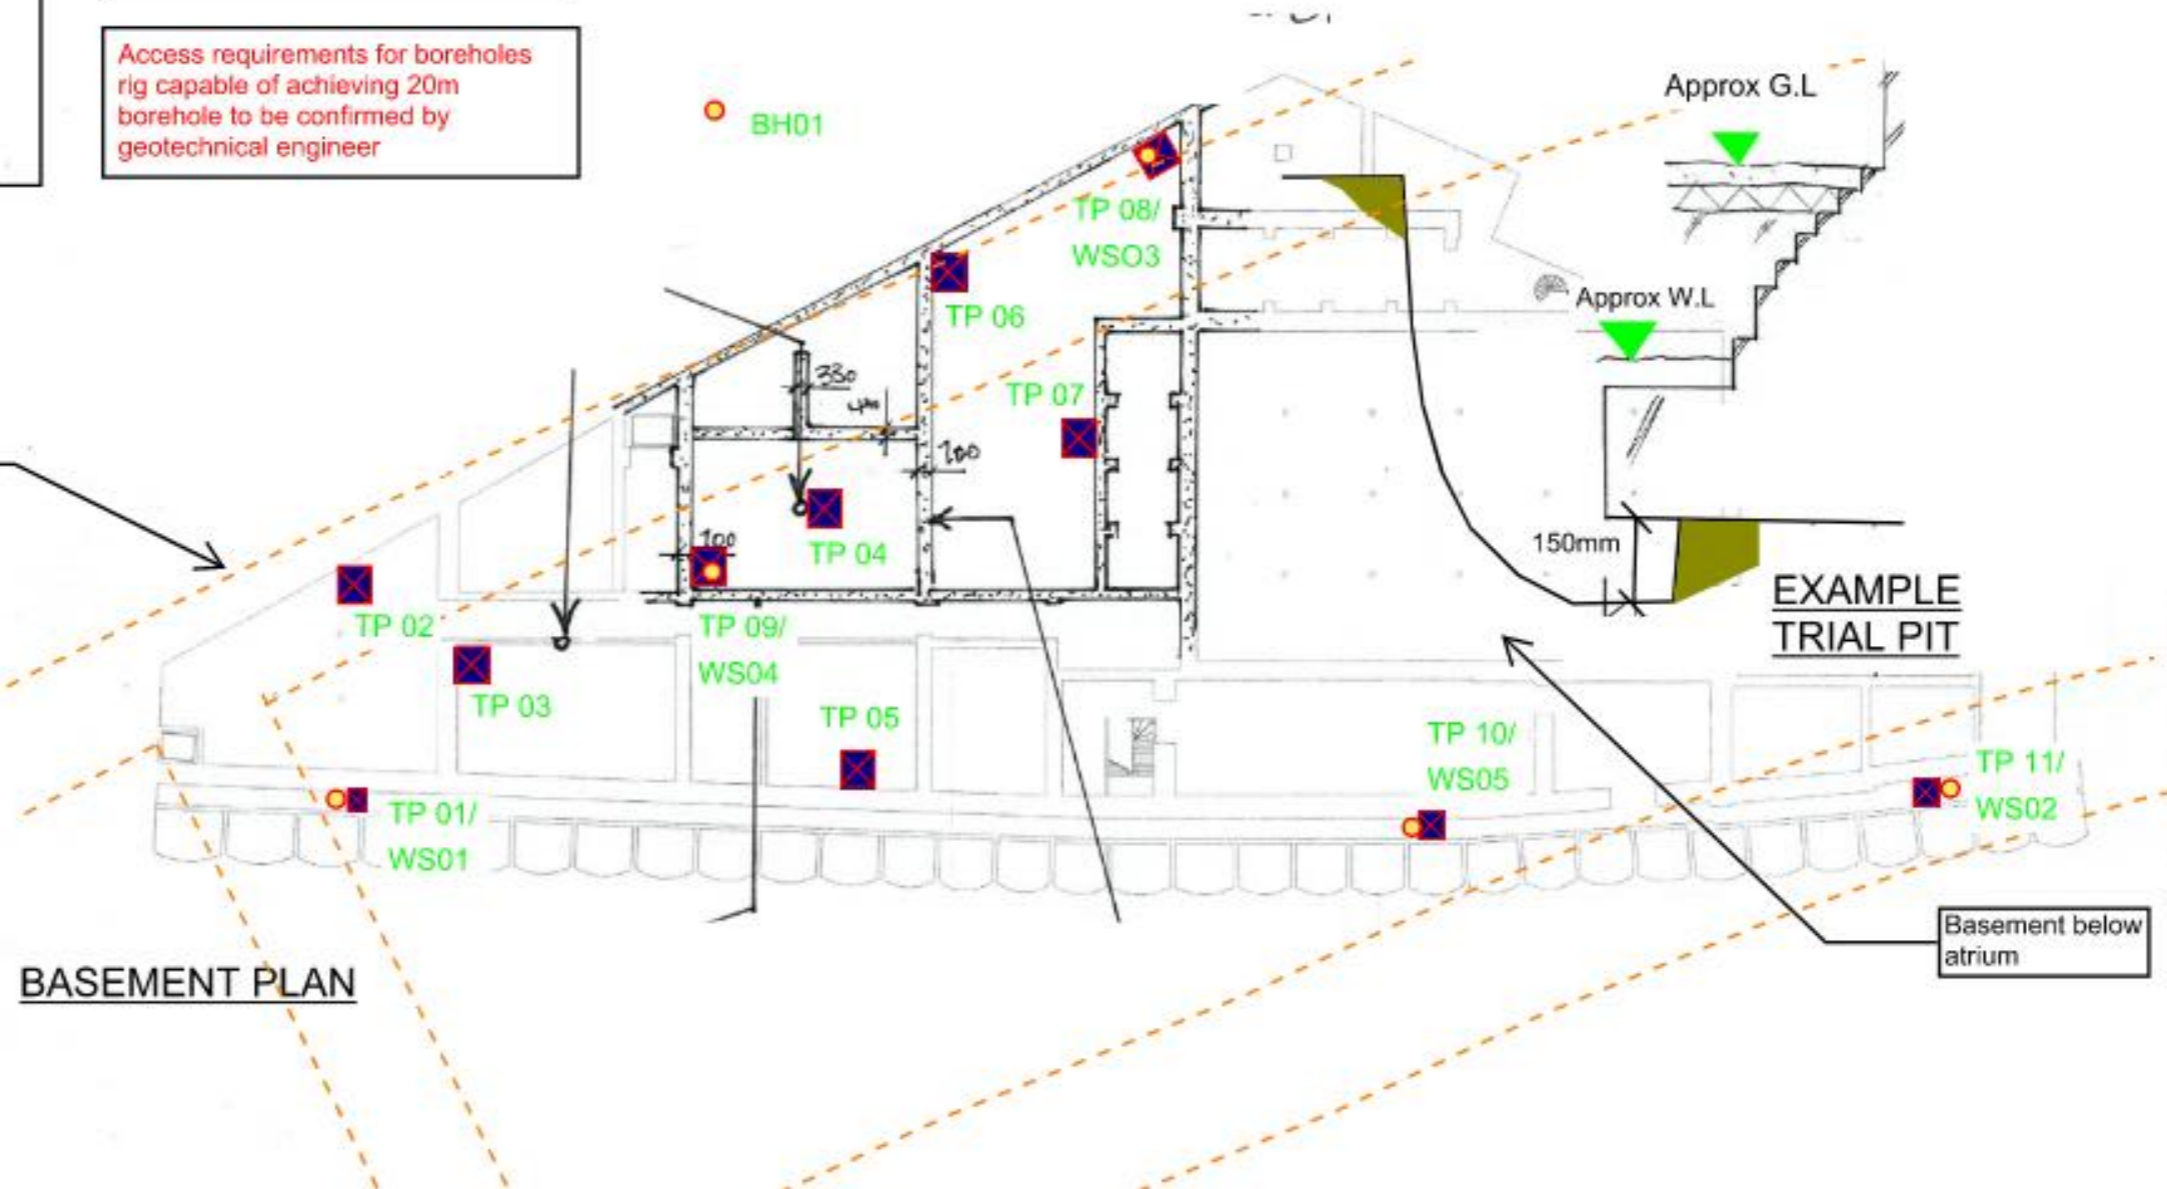 Access requirements for boreholes
rig capable of achieving 20m
borehole to be confirmed by
geotechnical engineer
BH01
Approx G.L
TP 08/
WSO3
TP 06
Approx W.L
330
TP 07
700
TP 04
700
150mm
EXAMPLE
TRIAL PIT
TP 02
TP 09/
WS04
TP 03
TP 05
TP 10/
WS05
TP 11/
WS02
TP 01/
WS01
Basement below
atrium
BASEMENT PLAN